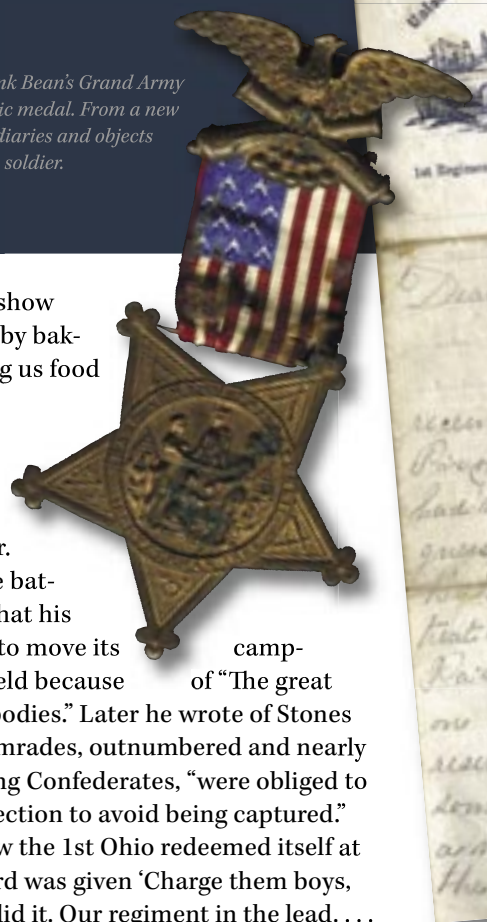 nk Bean's Grand Army
ic medal. From a new
diaries and objects
soldier.
1st Regimen
show
by bak-
g us food
r.
e bat-
hat his
to move its camp-
eld because of “The great
bodies.” Later he wrote of Stones
mrades, outnumbered and nearly
ng Confederates, “were obliged to
ection to avoid being captured.”
w the 1st Ohio redeemed itself at
rd was given ‘Charge them boys,
did it. Our regiment in the lead. . . .